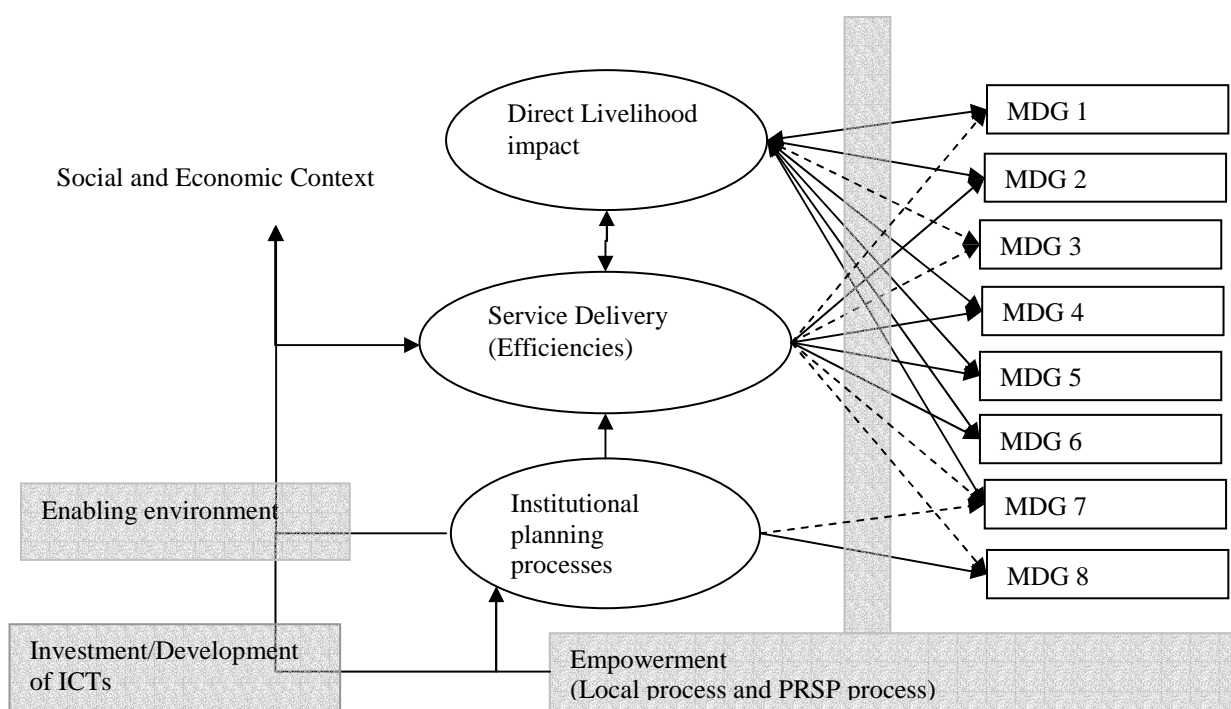 Direct Livelihood
impact
Social and Economic Context
Service Delivery
(Efficiencies)
Enabling environment
Institutional
planning
processes
Investment/Development
of ICTs
Empowerment
(Local process and PRSP process)
MDG 1
MDG 2
MDG 3
MDG 4
MDG 5
MDG 6
MDG 7
MDG 8